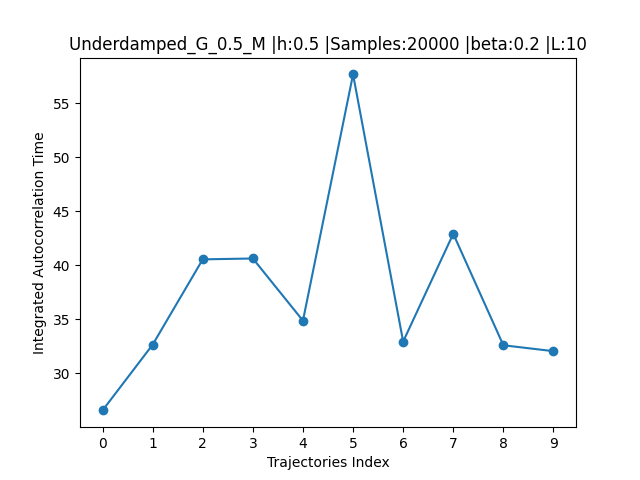 Underdamped_G_0.5_M |h:0.5 |Samples:20000 |beta:0.2 |L:10
Integrated Autocorrelation Time
55
50
45
40
35
30
0 1 2 3 4 5 6 7 8 9
Trajectories Index